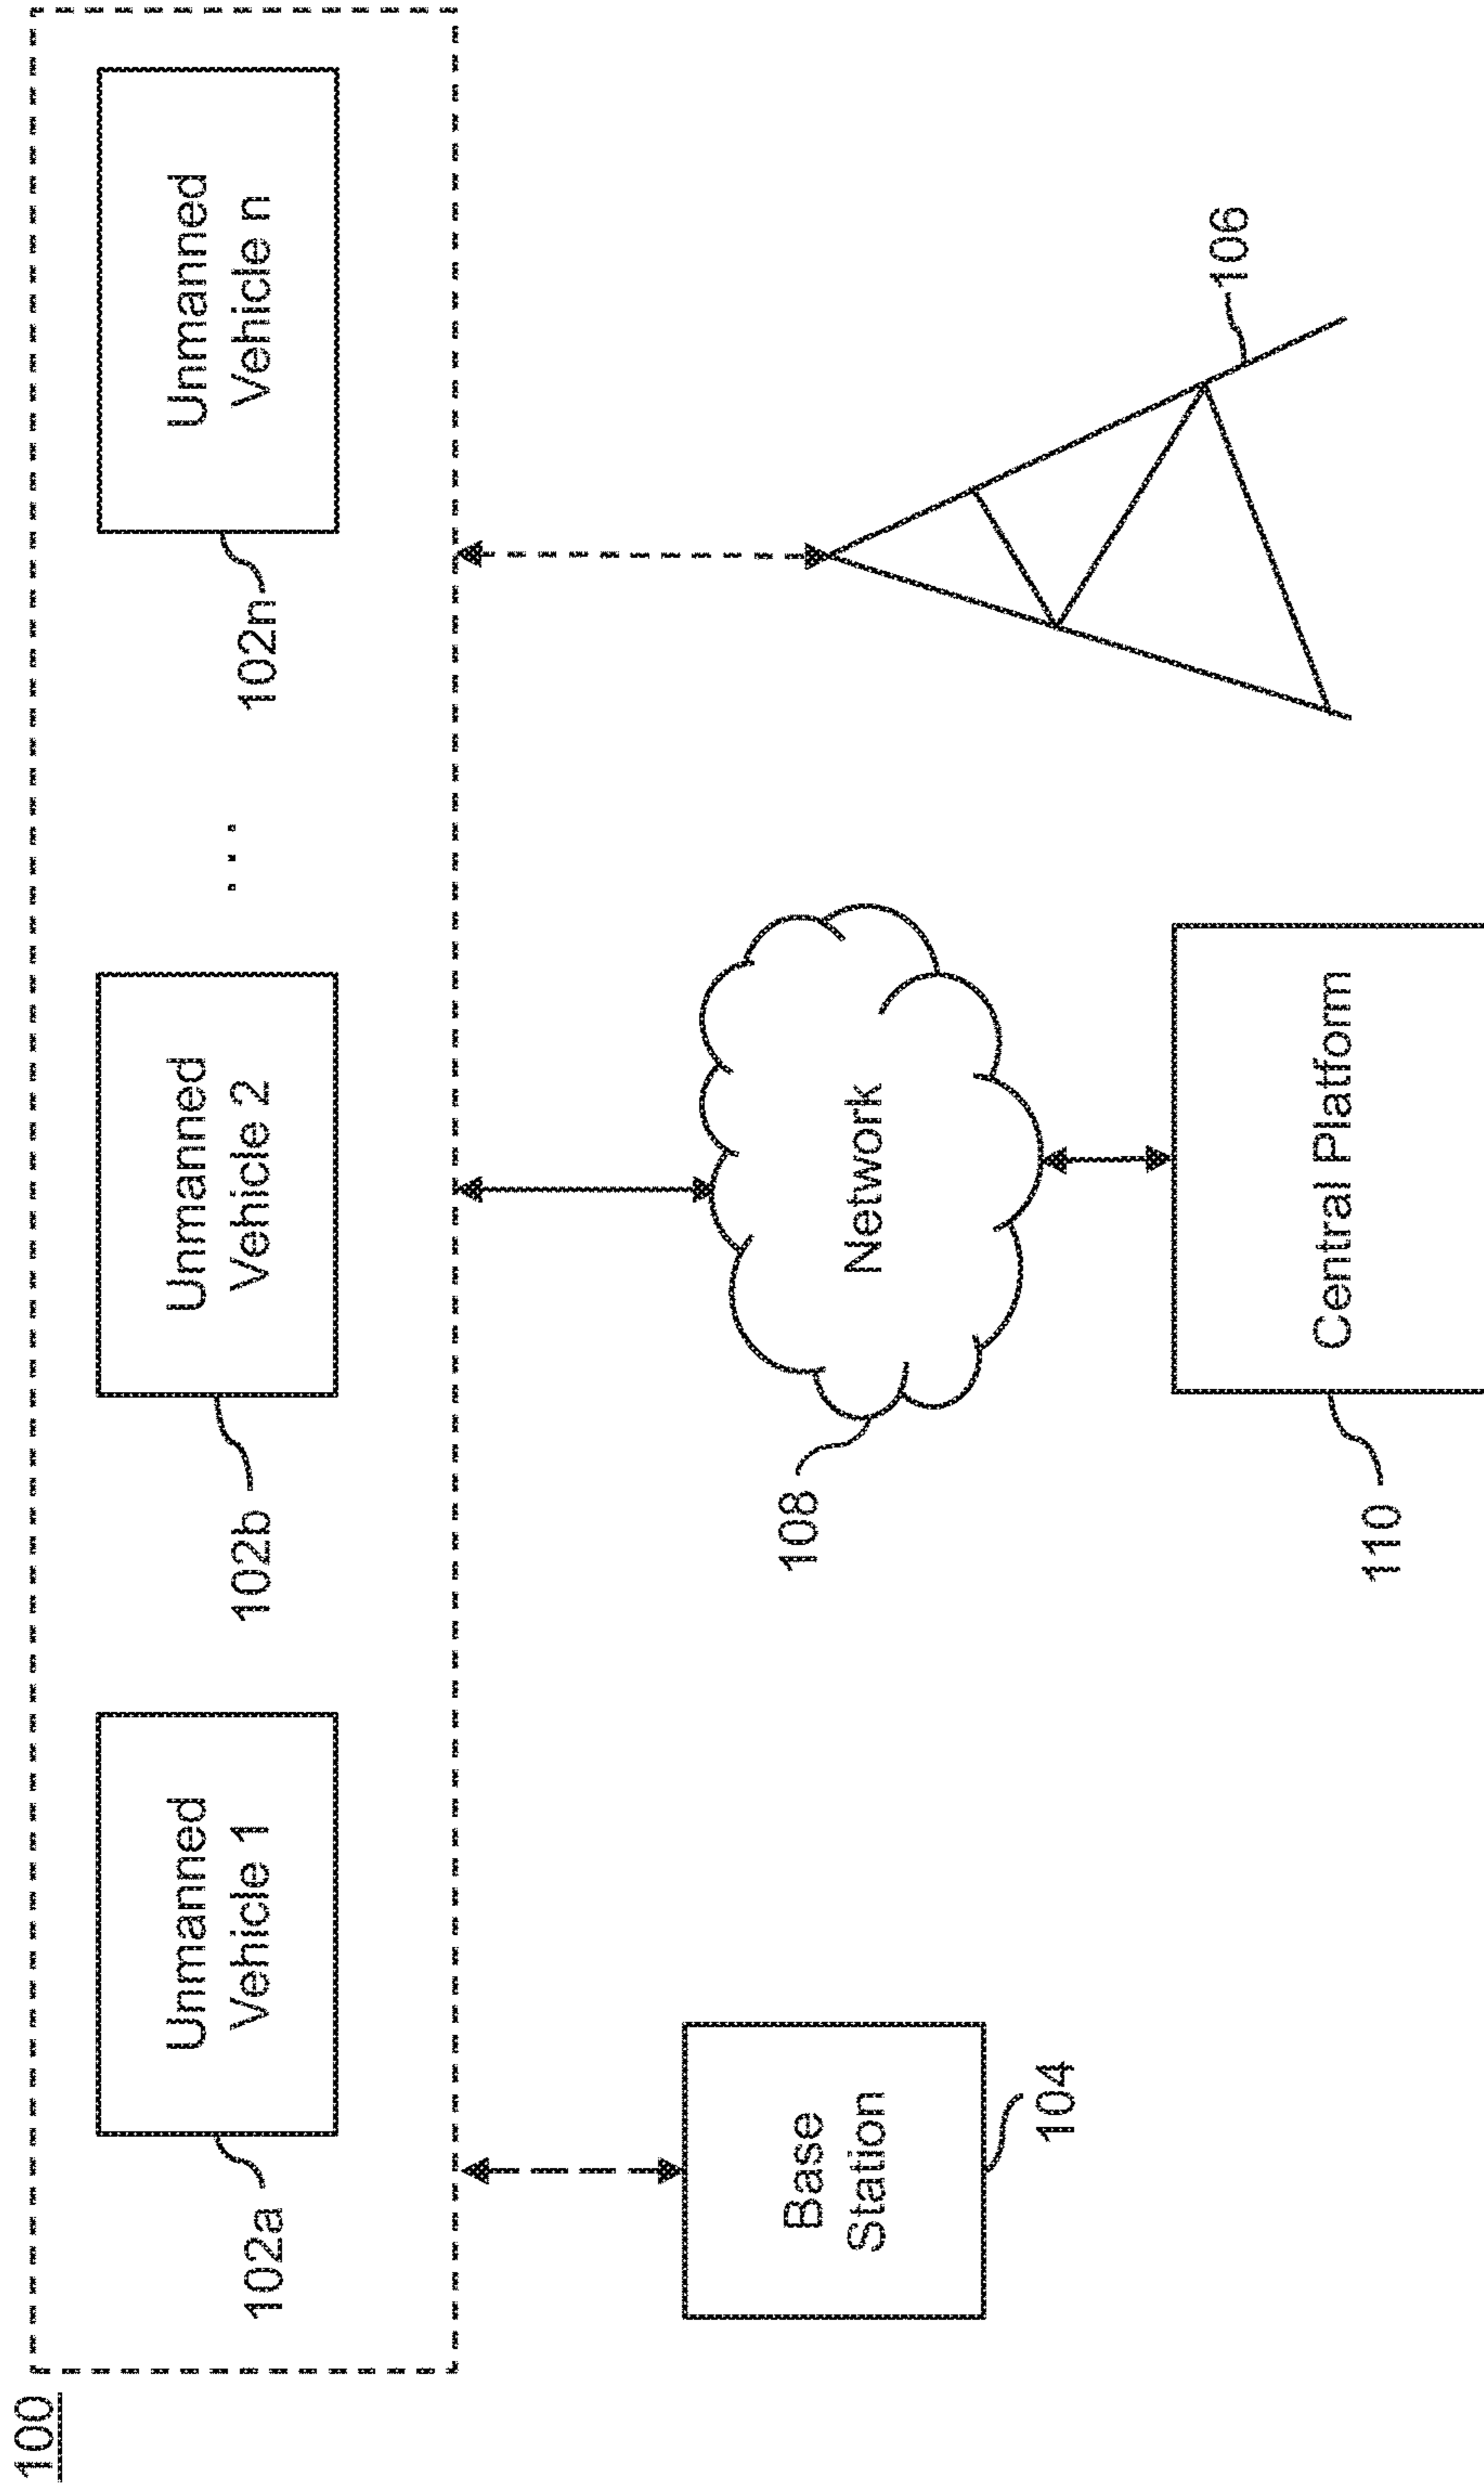 100
Unmanned
Vehicle 1
102a
Unmanned
Vehicle 2
102b
...
Unmanned
Vehicle n
102n
Base
Station
104
Network
108
Central Platform
110
106